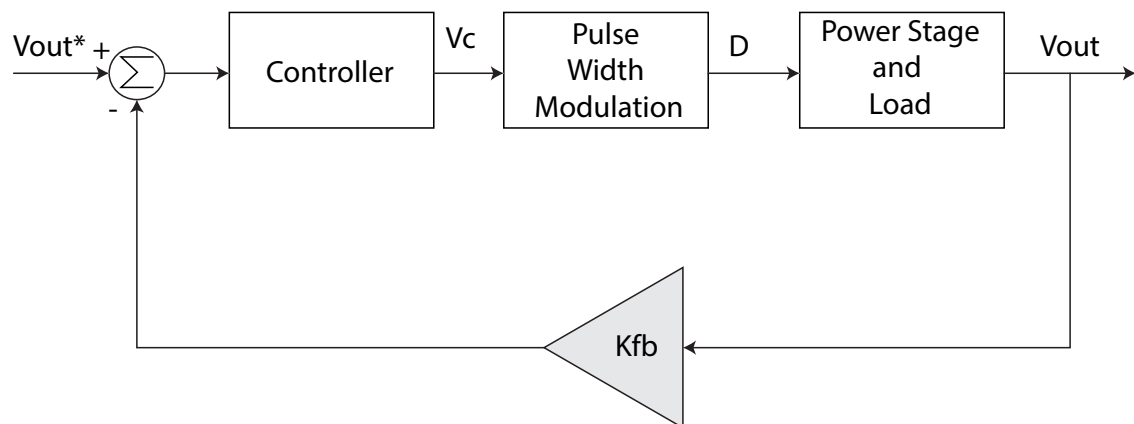 Vout*
+
Σ
-
Controller
Vc
Pulse
Width
Modulation
D
Power Stage
and
Load
Vout
Kfb